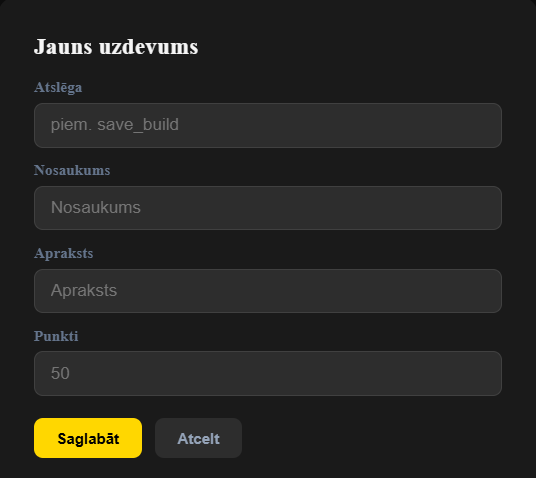 Jauns uzdevums
Atslēga
piem. save_build
Nosaukums
Nosaukums
Apraksts
Apraksts
Punkti
50
Saglabāt Atcelt